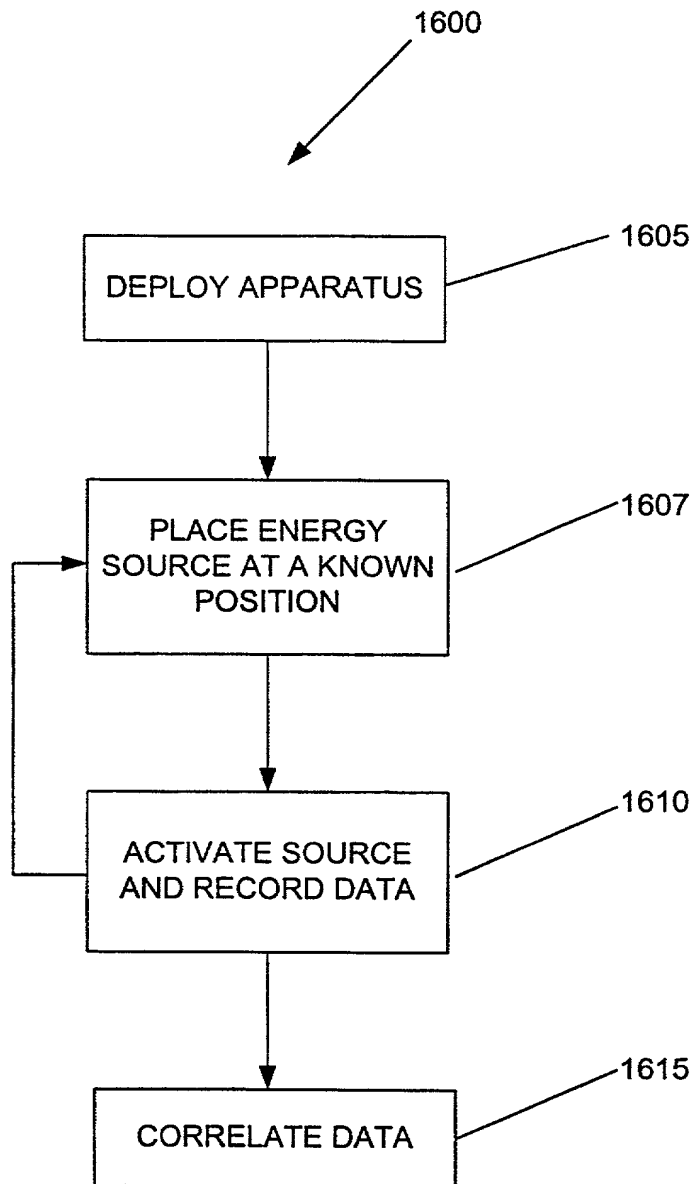 1600
1605
DEPLOY APPARATUS
1607
PLACE ENERGY
SOURCE AT A KNOWN
POSITION
1610
ACTIVATE SOURCE
AND RECORD DATA
1615
CORRELATE DATA